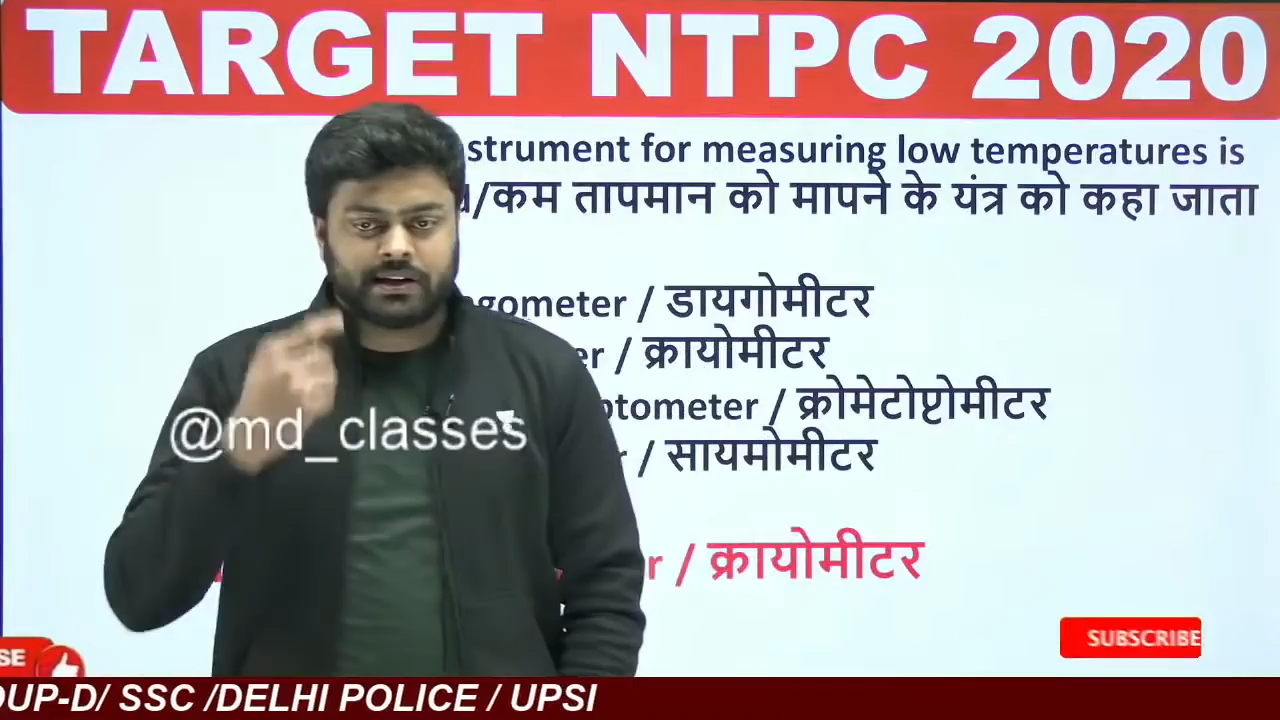 TARGET NTPC 2020
strument for measuring low temperatures is
/कम तापमान को मापने के यंत्र को कहा जाता
gometer / डायगोमीटर
er / क्रायोमीटर
ptometer / क्रोमेटोप्टोमीटर
r / सायमोमीटर
@md_classes
r / क्रायोमीटर
SUBSCRIBE
SE
OUP-D/ SSC /DELHI POLICE / UPSI